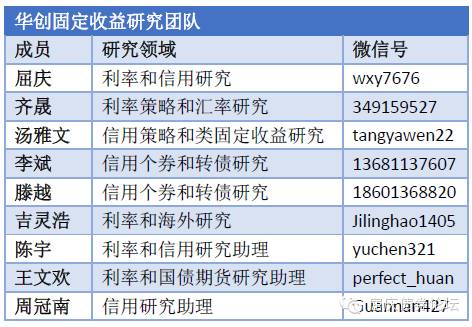 华创固定收益研究团队
成员 研究领域 微信号
屈庆 利率和信用研究 wxy7676
齐晟 利率策略和汇率研究 349159527
汤雅文 信用策略和类固定收益研究 tangyawen22
李斌 信用个券和转债研究 13681137607
滕越 信用个券和转债研究 18601368820
吉灵浩 利率和海外研究 Jilinghao1405
陈宇 利率和信用研究助理 yuchen321
王文欢 利率和国债期货研究助理 perfect_huan
周冠南 信用研究助理 Guannan427